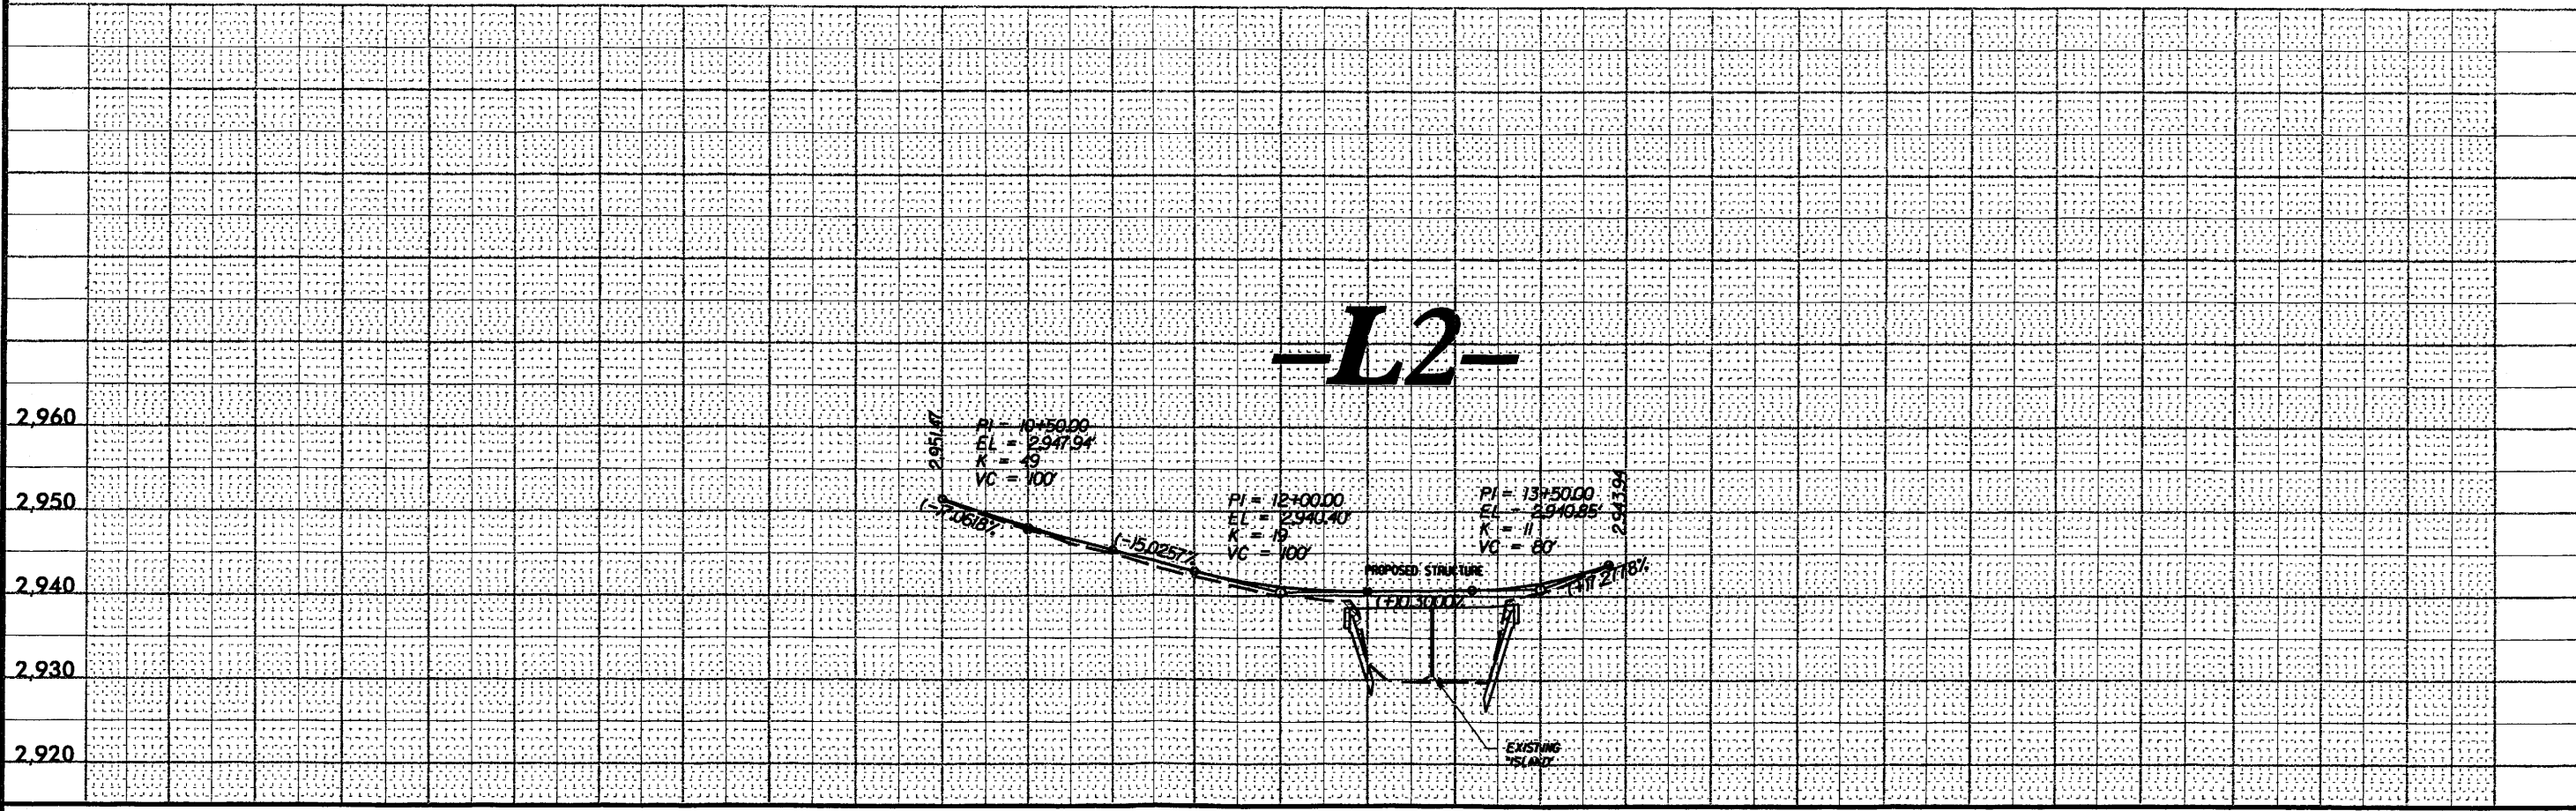 -L2-
2,960
2,950
2,940
2,930
2,920
2,951.47
PI = 10+50.00
EL = 2,947.94'
K = 49
VC = 100'
(-)7.0618%
(-)5.0257%
PI = 12+00.00
EL = 2,940.40'
K = 19
VC = 100'
PROPOSED STRUCTURE
(+)0.3000%
PI = 13+50.00
EL = 2,940.85'
K = 11
VC = 80'
2,943.94
(+)7.2178%
EXISTING
"ISLAND"